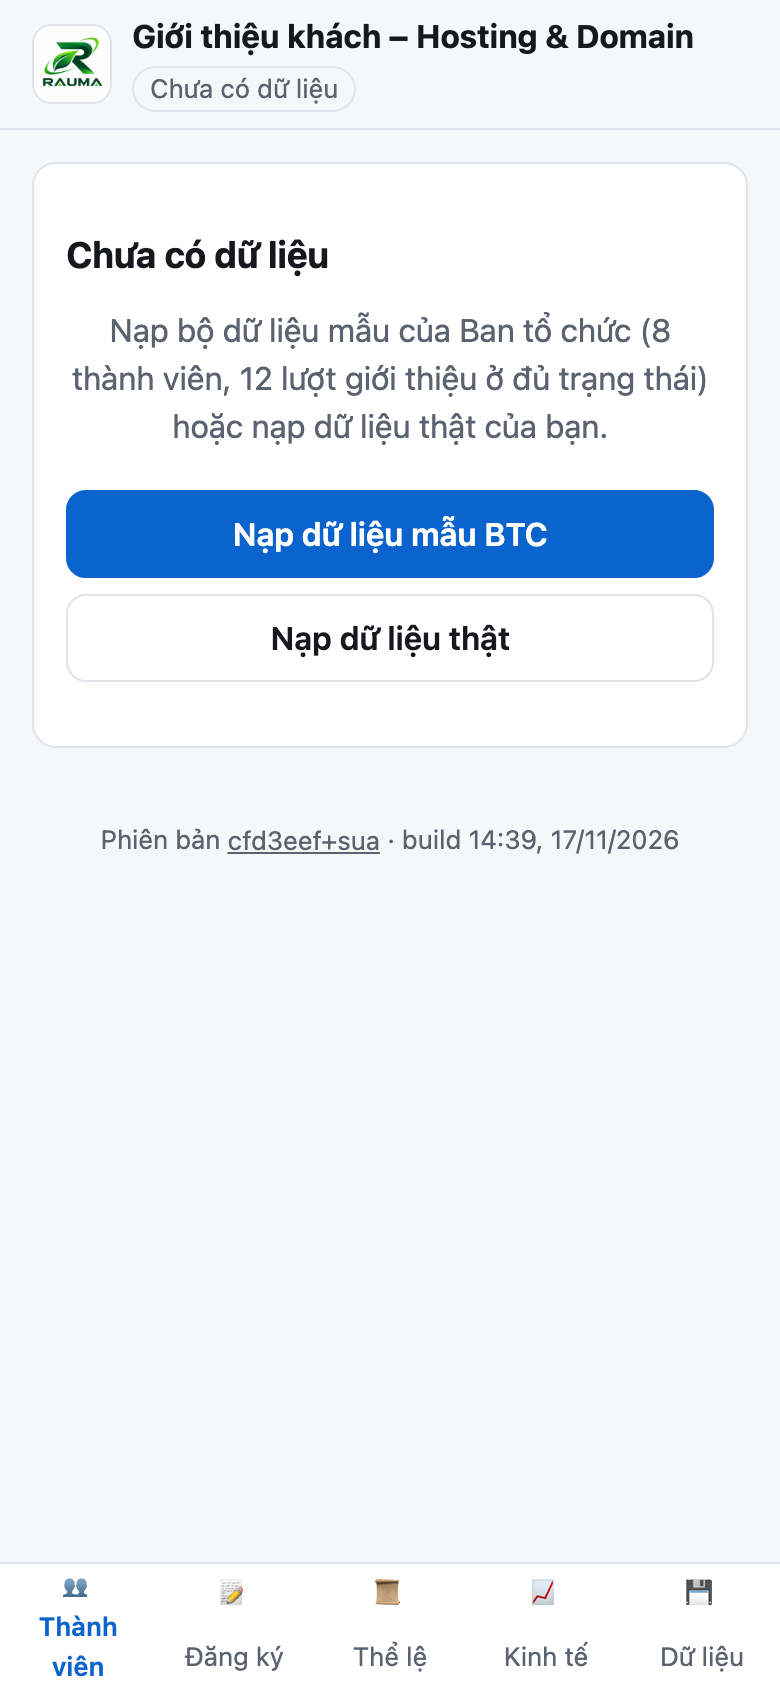 RAUMA
Giới thiệu khách – Hosting & Domain
Chưa có dữ liệu
Chưa có dữ liệu
Nạp bộ dữ liệu mẫu của Ban tổ chức (8
thành viên, 12 lượt giới thiệu ở đủ trạng thái)
hoặc nạp dữ liệu thật của bạn.
Nạp dữ liệu mẫu BTC
Nạp dữ liệu thật
Phiên bản cfd3eef+sua · build 14:39, 17/11/2026
Thành
viên
Đăng ký
Thể lệ
Kinh tế
Dữ liệu